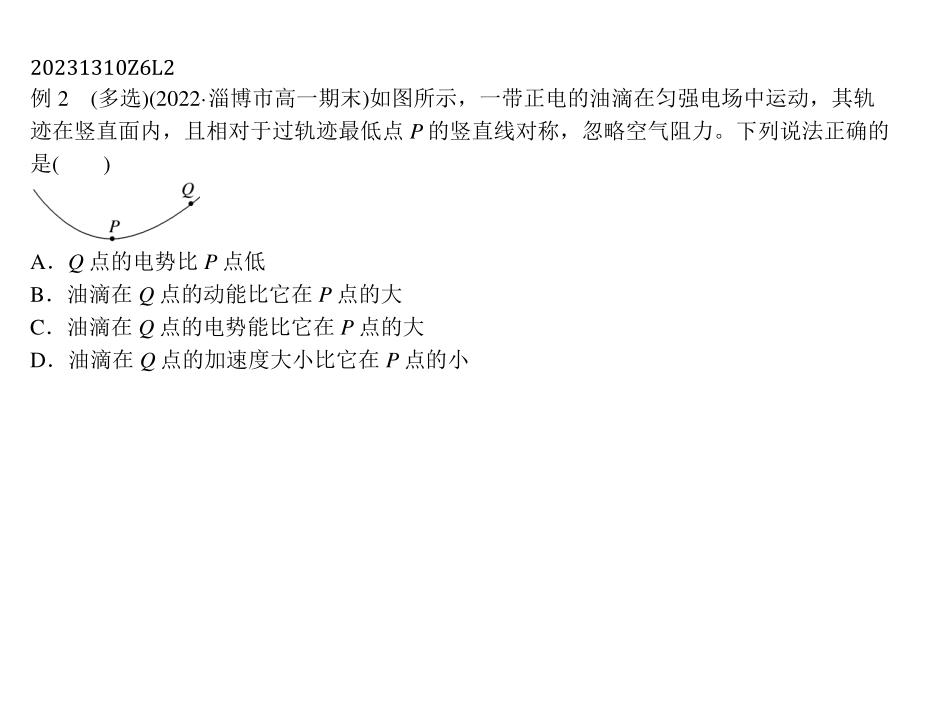 20231310Z6L2
例 2　(多选)(2022·淄博市高一期末)如图所示，一带正电的油滴在匀强电场中运动，其轨
迹在竖直面内，且相对于过轨迹最低点 P 的竖直线对称，忽略空气阻力。下列说法正确的
是(　　)
Q
P
A．Q 点的电势比 P 点低
B．油滴在 Q 点的动能比它在 P 点的大
C．油滴在 Q 点的电势能比它在 P 点的大
D．油滴在 Q 点的加速度大小比它在 P 点的小